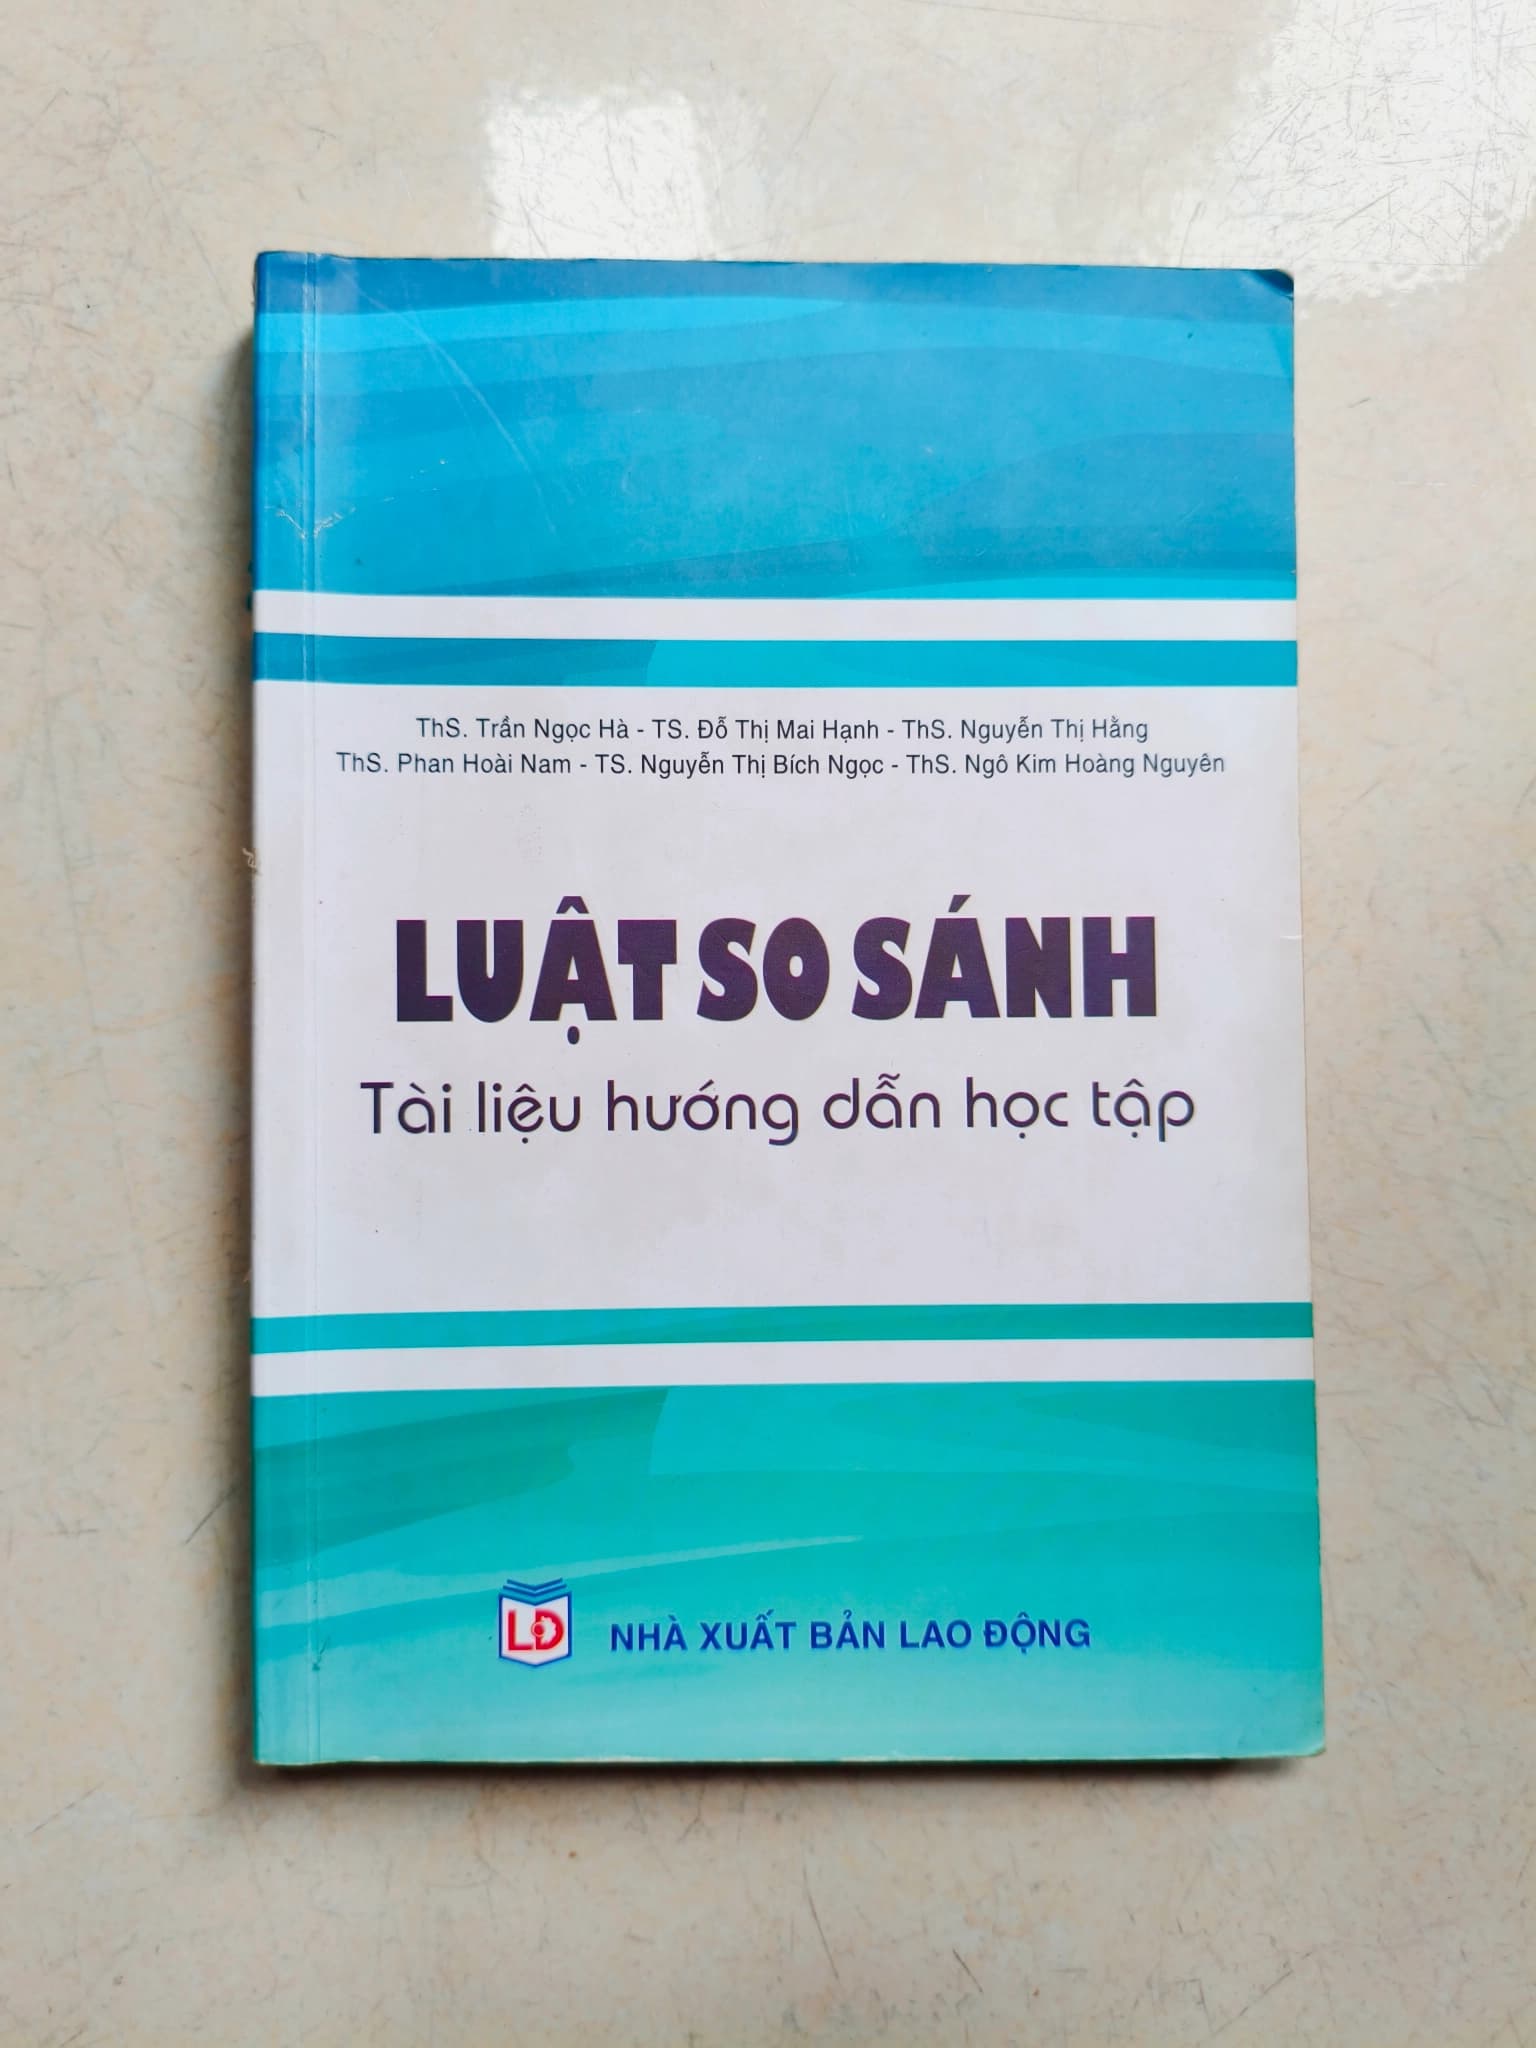 ThS. Trần Ngọc Hà - TS. Đỗ Thị Mai Hạnh - ThS. Nguyễn Thị Hằng
ThS. Phan Hoài Nam - TS. Nguyễn Thị Bích Ngọc - ThS. Ngô Kim Hoàng Nguyên
LUẬT SO SÁNH
Tài liệu hướng dẫn học tập
LĐ
NHÀ XUẤT BẢN LAO ĐỘNG